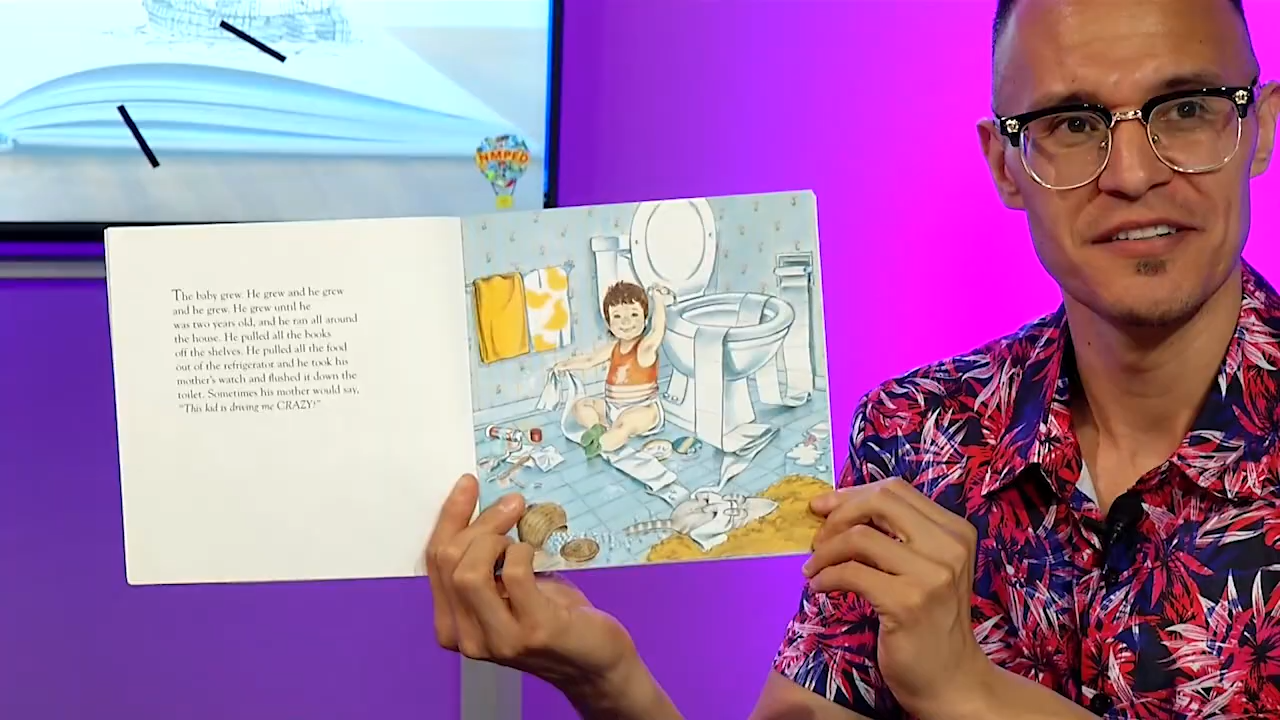 NMPED
The baby grew. He grew and he grew
and he grew. He grew until he
was two years old, and he ran all around
the house. He pulled all the books
off the shelves. He pulled all the food
out of the refrigerator and he took his
mother's watch and flushed it down the
toilet. Sometimes his mother would say,
"This kid is driving me CRAZY!"